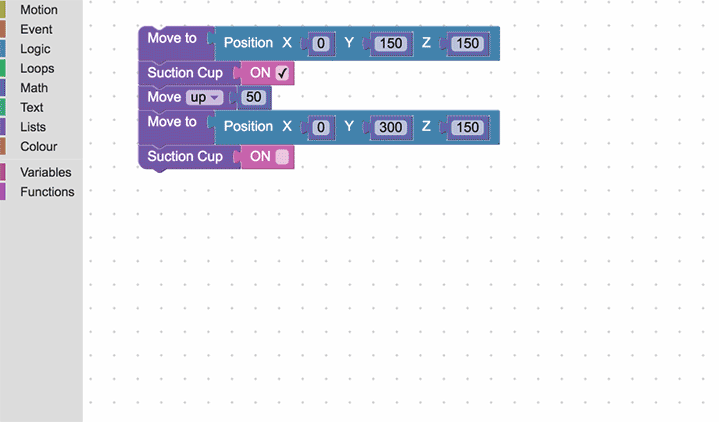 Motion
Event
Logic
Loops
Math
Text
Lists
Colour
Variables
Functions
Move to Position X 0 Y 150 Z 150
Suction Cup ON ✓
Move up 50
Move to Position X 0 Y 300 Z 150
Suction Cup ON